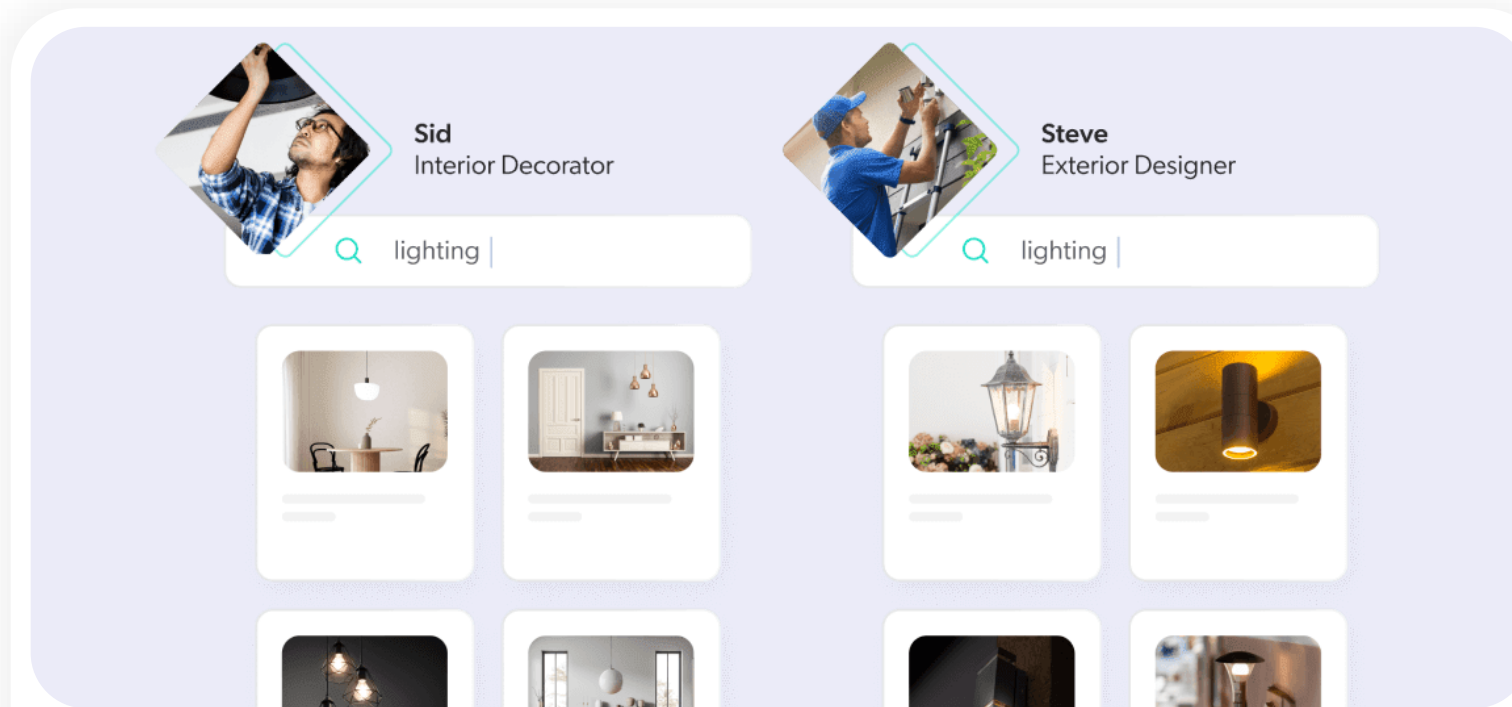 Sid
Interior Decorator
lighting
Steve
Exterior Designer
lighting